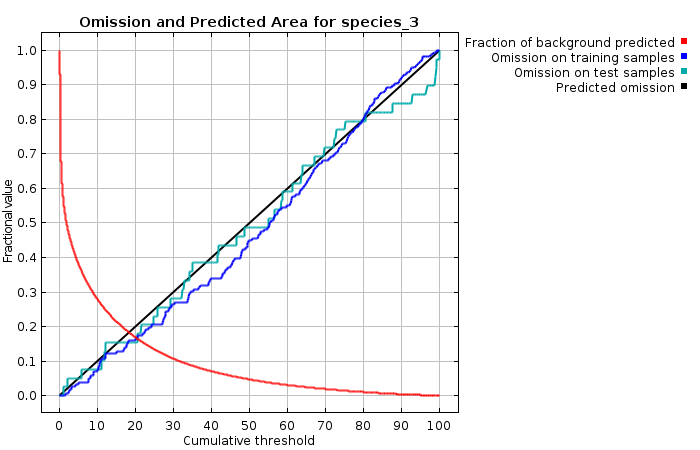 Omission and Predicted Area for species_3
Fraction of background predicted
Omission on training samples
Omission on test samples
Predicted omission
Fractional value
1.0
0.9
0.8
0.7
0.6
0.5
0.4
0.3
0.2
0.1
0.0
0 10 20 30 40 50 60 70 80 90 100
Cumulative threshold